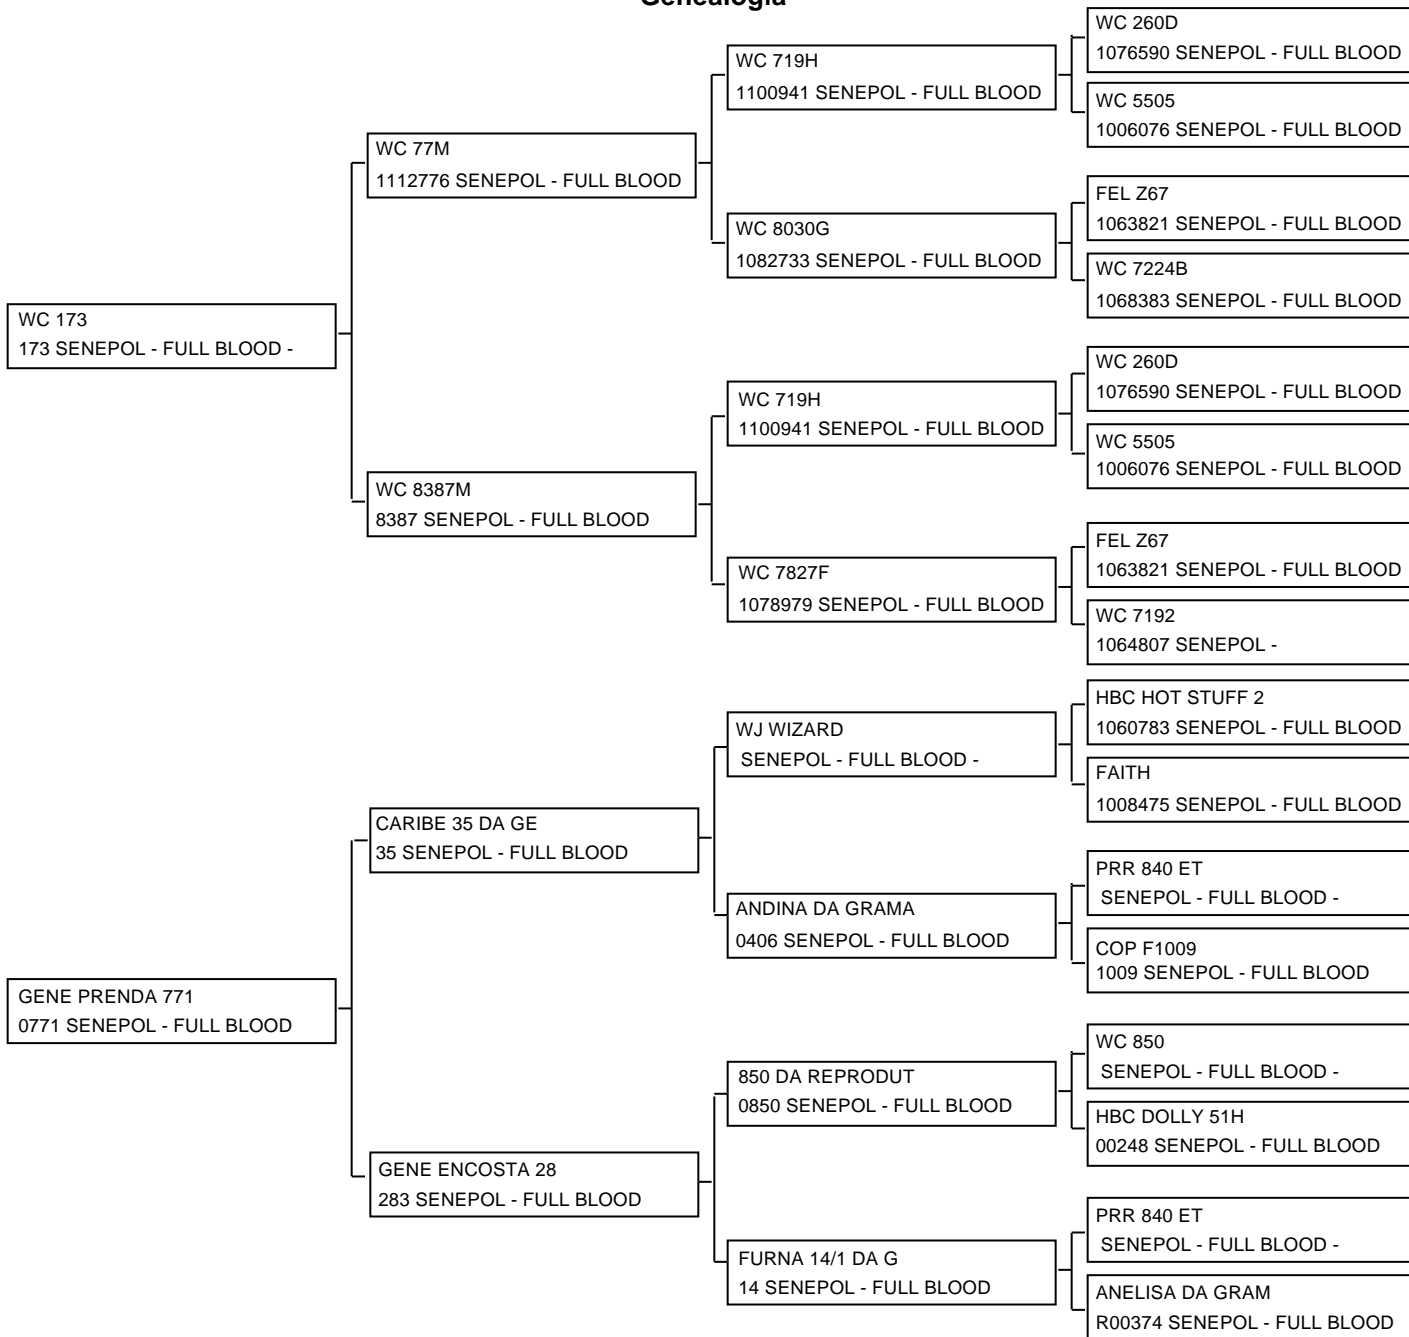 Genealogia
WC 173
173 SENEPOL - FULL BLOOD -
WC 77M
1112776 SENEPOL - FULL BLOOD
WC 719H
1100941 SENEPOL - FULL BLOOD
WC 260D
1076590 SENEPOL - FULL BLOOD
WC 5505
1006076 SENEPOL - FULL BLOOD
WC 8030G
1082733 SENEPOL - FULL BLOOD
FEL Z67
1063821 SENEPOL - FULL BLOOD
WC 7224B
1068383 SENEPOL - FULL BLOOD
WC 8387M
8387 SENEPOL - FULL BLOOD
WC 719H
1100941 SENEPOL - FULL BLOOD
WC 260D
1076590 SENEPOL - FULL BLOOD
WC 5505
1006076 SENEPOL - FULL BLOOD
WC 7827F
1078979 SENEPOL - FULL BLOOD
FEL Z67
1063821 SENEPOL - FULL BLOOD
WC 7192
1064807 SENEPOL -
GENE PRENDA 771
0771 SENEPOL - FULL BLOOD
CARIBE 35 DA GE
35 SENEPOL - FULL BLOOD
WJ WIZARD
SENEPOL - FULL BLOOD -
HBC HOT STUFF 2
1060783 SENEPOL - FULL BLOOD
FAITH
1008475 SENEPOL - FULL BLOOD
ANDINA DA GRAMA
0406 SENEPOL - FULL BLOOD
PRR 840 ET
SENEPOL - FULL BLOOD -
COP F1009
1009 SENEPOL - FULL BLOOD
GENE ENCOSTA 28
283 SENEPOL - FULL BLOOD
850 DA REPRODUT
0850 SENEPOL - FULL BLOOD
WC 850
SENEPOL - FULL BLOOD -
HBC DOLLY 51H
00248 SENEPOL - FULL BLOOD
FURNA 14/1 DA G
14 SENEPOL - FULL BLOOD
PRR 840 ET
SENEPOL - FULL BLOOD -
ANELISA DA GRAM
R00374 SENEPOL - FULL BLOOD